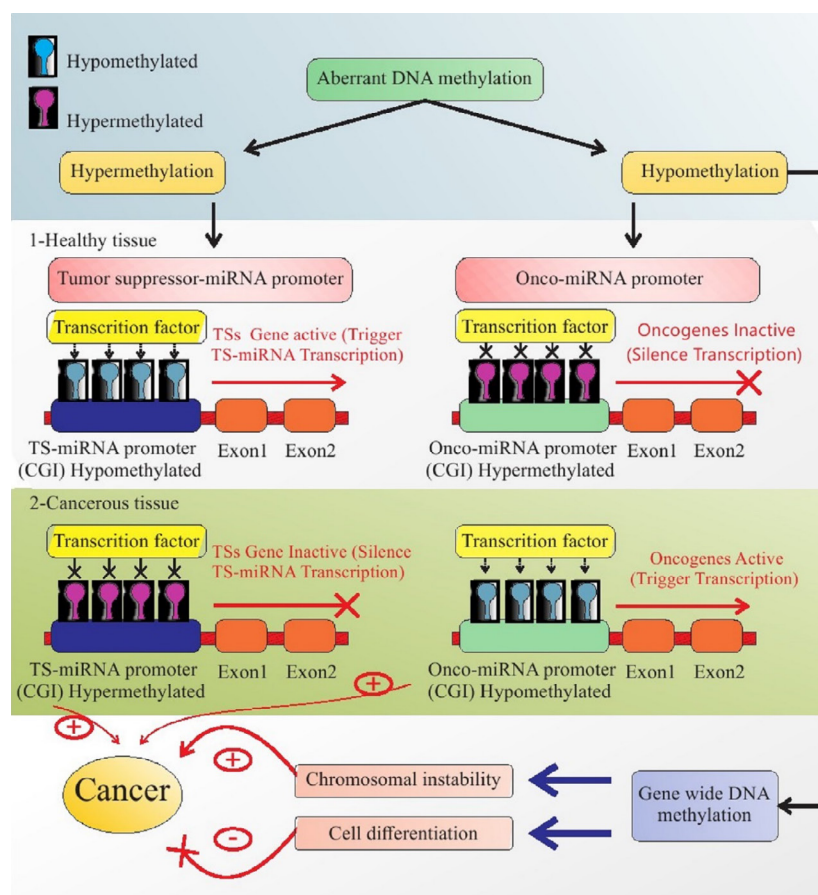 Hypomethylated
Hypermethylated
Aberrant DNA methylation
Hypermethylation
Hypomethylation
1-Healthy tissue
Tumor suppressor-miRNA promoter
Onco-miRNA promoter
Transcrition factor
TSs Gene active (Trigger
TS-miRNA Transcription)
Transcrition factor
Oncogenes Inactive
(Silence Transcription)
TS-miRNA promoter
(CGI) Hypomethylated
Exon1
Exon2
Onco-miRNA promoter
(CGI) Hypermethylated
Exon1
Exon2
2-Cancerous tissue
Transcrition factor
TSs Gene Inactive (Silence
TS-miRNA Transcription)
Transcrition factor
Oncogenes Active
(Trigger Transcription)
TS-miRNA promoter
(CGI) Hypermethylated
Exon1
Exon2
Onco-miRNA promoter
(CGI) Hypomethylated
Exon1
Exon2
+
+
Cancer
+
Chromosomal instability
-
Cell differentiation
Gene wide DNA
methylation